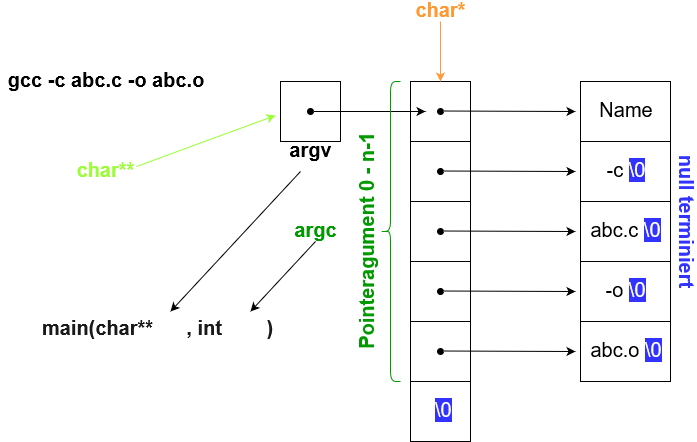 char*
gcc -c abc.c -o abc.o
char**
argv
argc
main(char** , int )
Pointeragument 0 - n-1
Name
-c \0
abc.c \0
-o \0
abc.o \0
\0
null terminiert